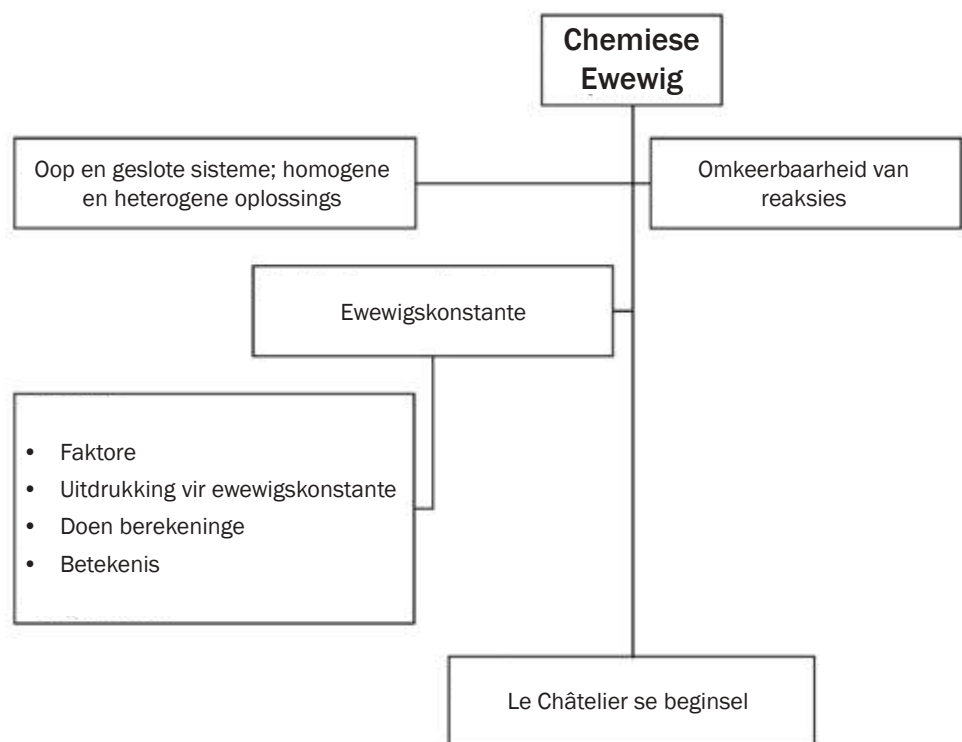 Chemiese
Ewewig
Oop en geslote sisteme; homogene
en heterogene oplossings
Omkeerbaarheid van
reaksies
Ewewigskonstante
• Faktore
• Uitdrukking vir ewewigskonstante
• Doen berekeninge
• Betekenis
Le Châtelier se beginsel